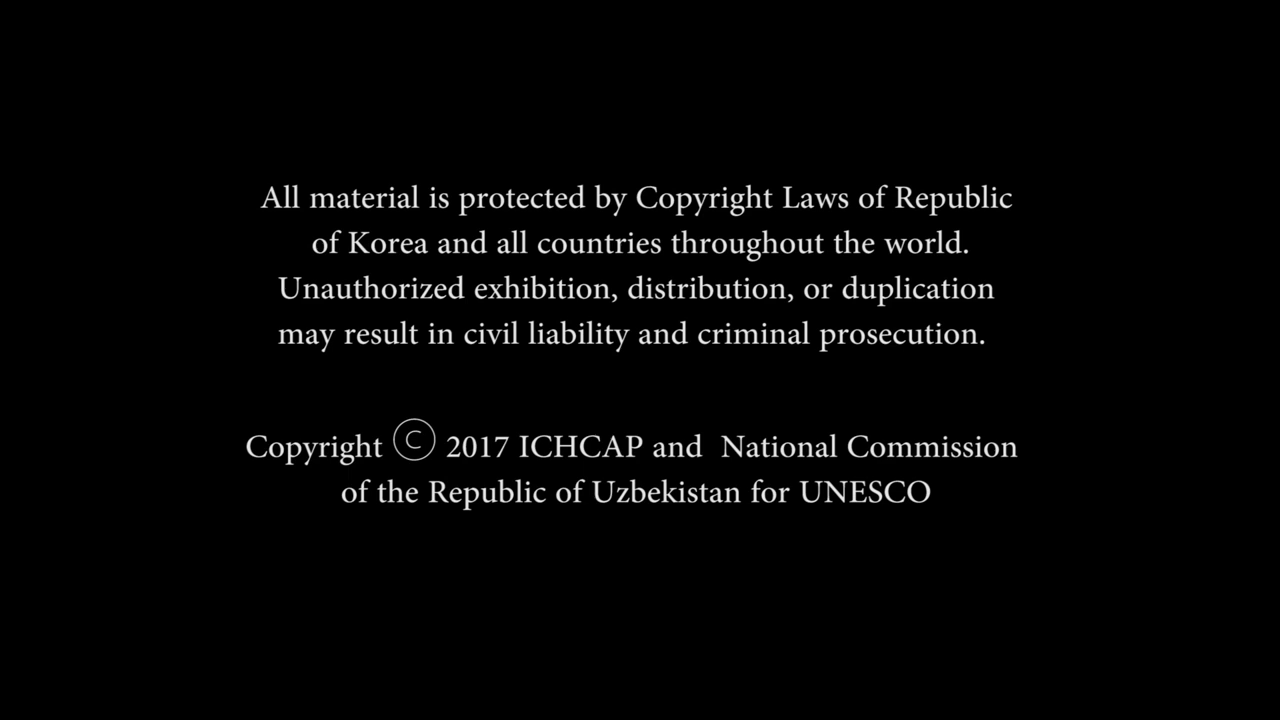 All material is protected by Copyright Laws of Republic
of Korea and all countries throughout the world.
Unauthorized exhibition, distribution, or duplication
may result in civil liability and criminal prosecution.
Copyright © 2017 ICHCAP and National Commission
of the Republic of Uzbekistan for UNESCO